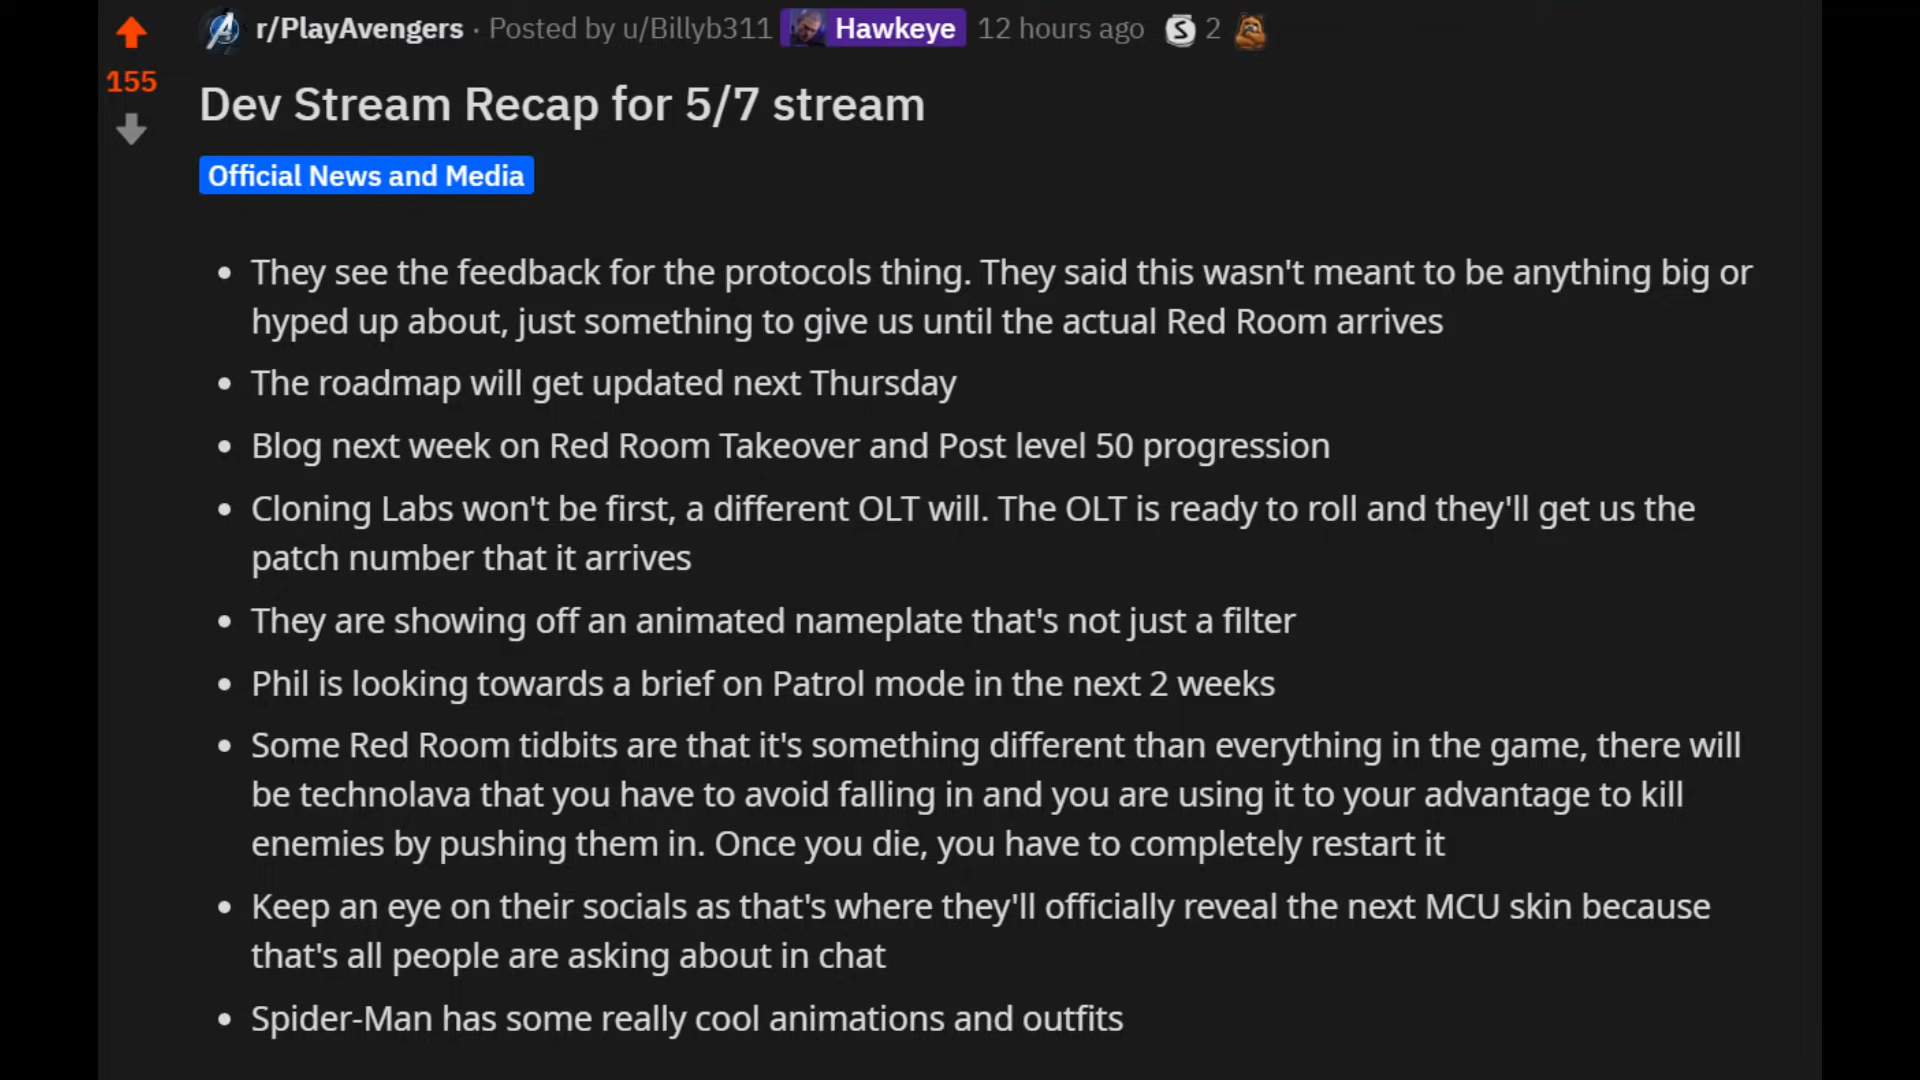 r/PlayAvengers · Posted by u/Billyb311 Hawkeye 12 hours ago S 2
155
Dev Stream Recap for 5/7 stream
Official News and Media
• They see the feedback for the protocols thing. They said this wasn't meant to be anything big or
hyped up about, just something to give us until the actual Red Room arrives
• The roadmap will get updated next Thursday
• Blog next week on Red Room Takeover and Post level 50 progression
• Cloning Labs won't be first, a different OLT will. The OLT is ready to roll and they'll get us the
patch number that it arrives
• They are showing off an animated nameplate that's not just a filter
• Phil is looking towards a brief on Patrol mode in the next 2 weeks
• Some Red Room tidbits are that it's something different than everything in the game, there will
be technolava that you have to avoid falling in and you are using it to your advantage to kill
enemies by pushing them in. Once you die, you have to completely restart it
• Keep an eye on their socials as that's where they'll officially reveal the next MCU skin because
that's all people are asking about in chat
• Spider-Man has some really cool animations and outfits